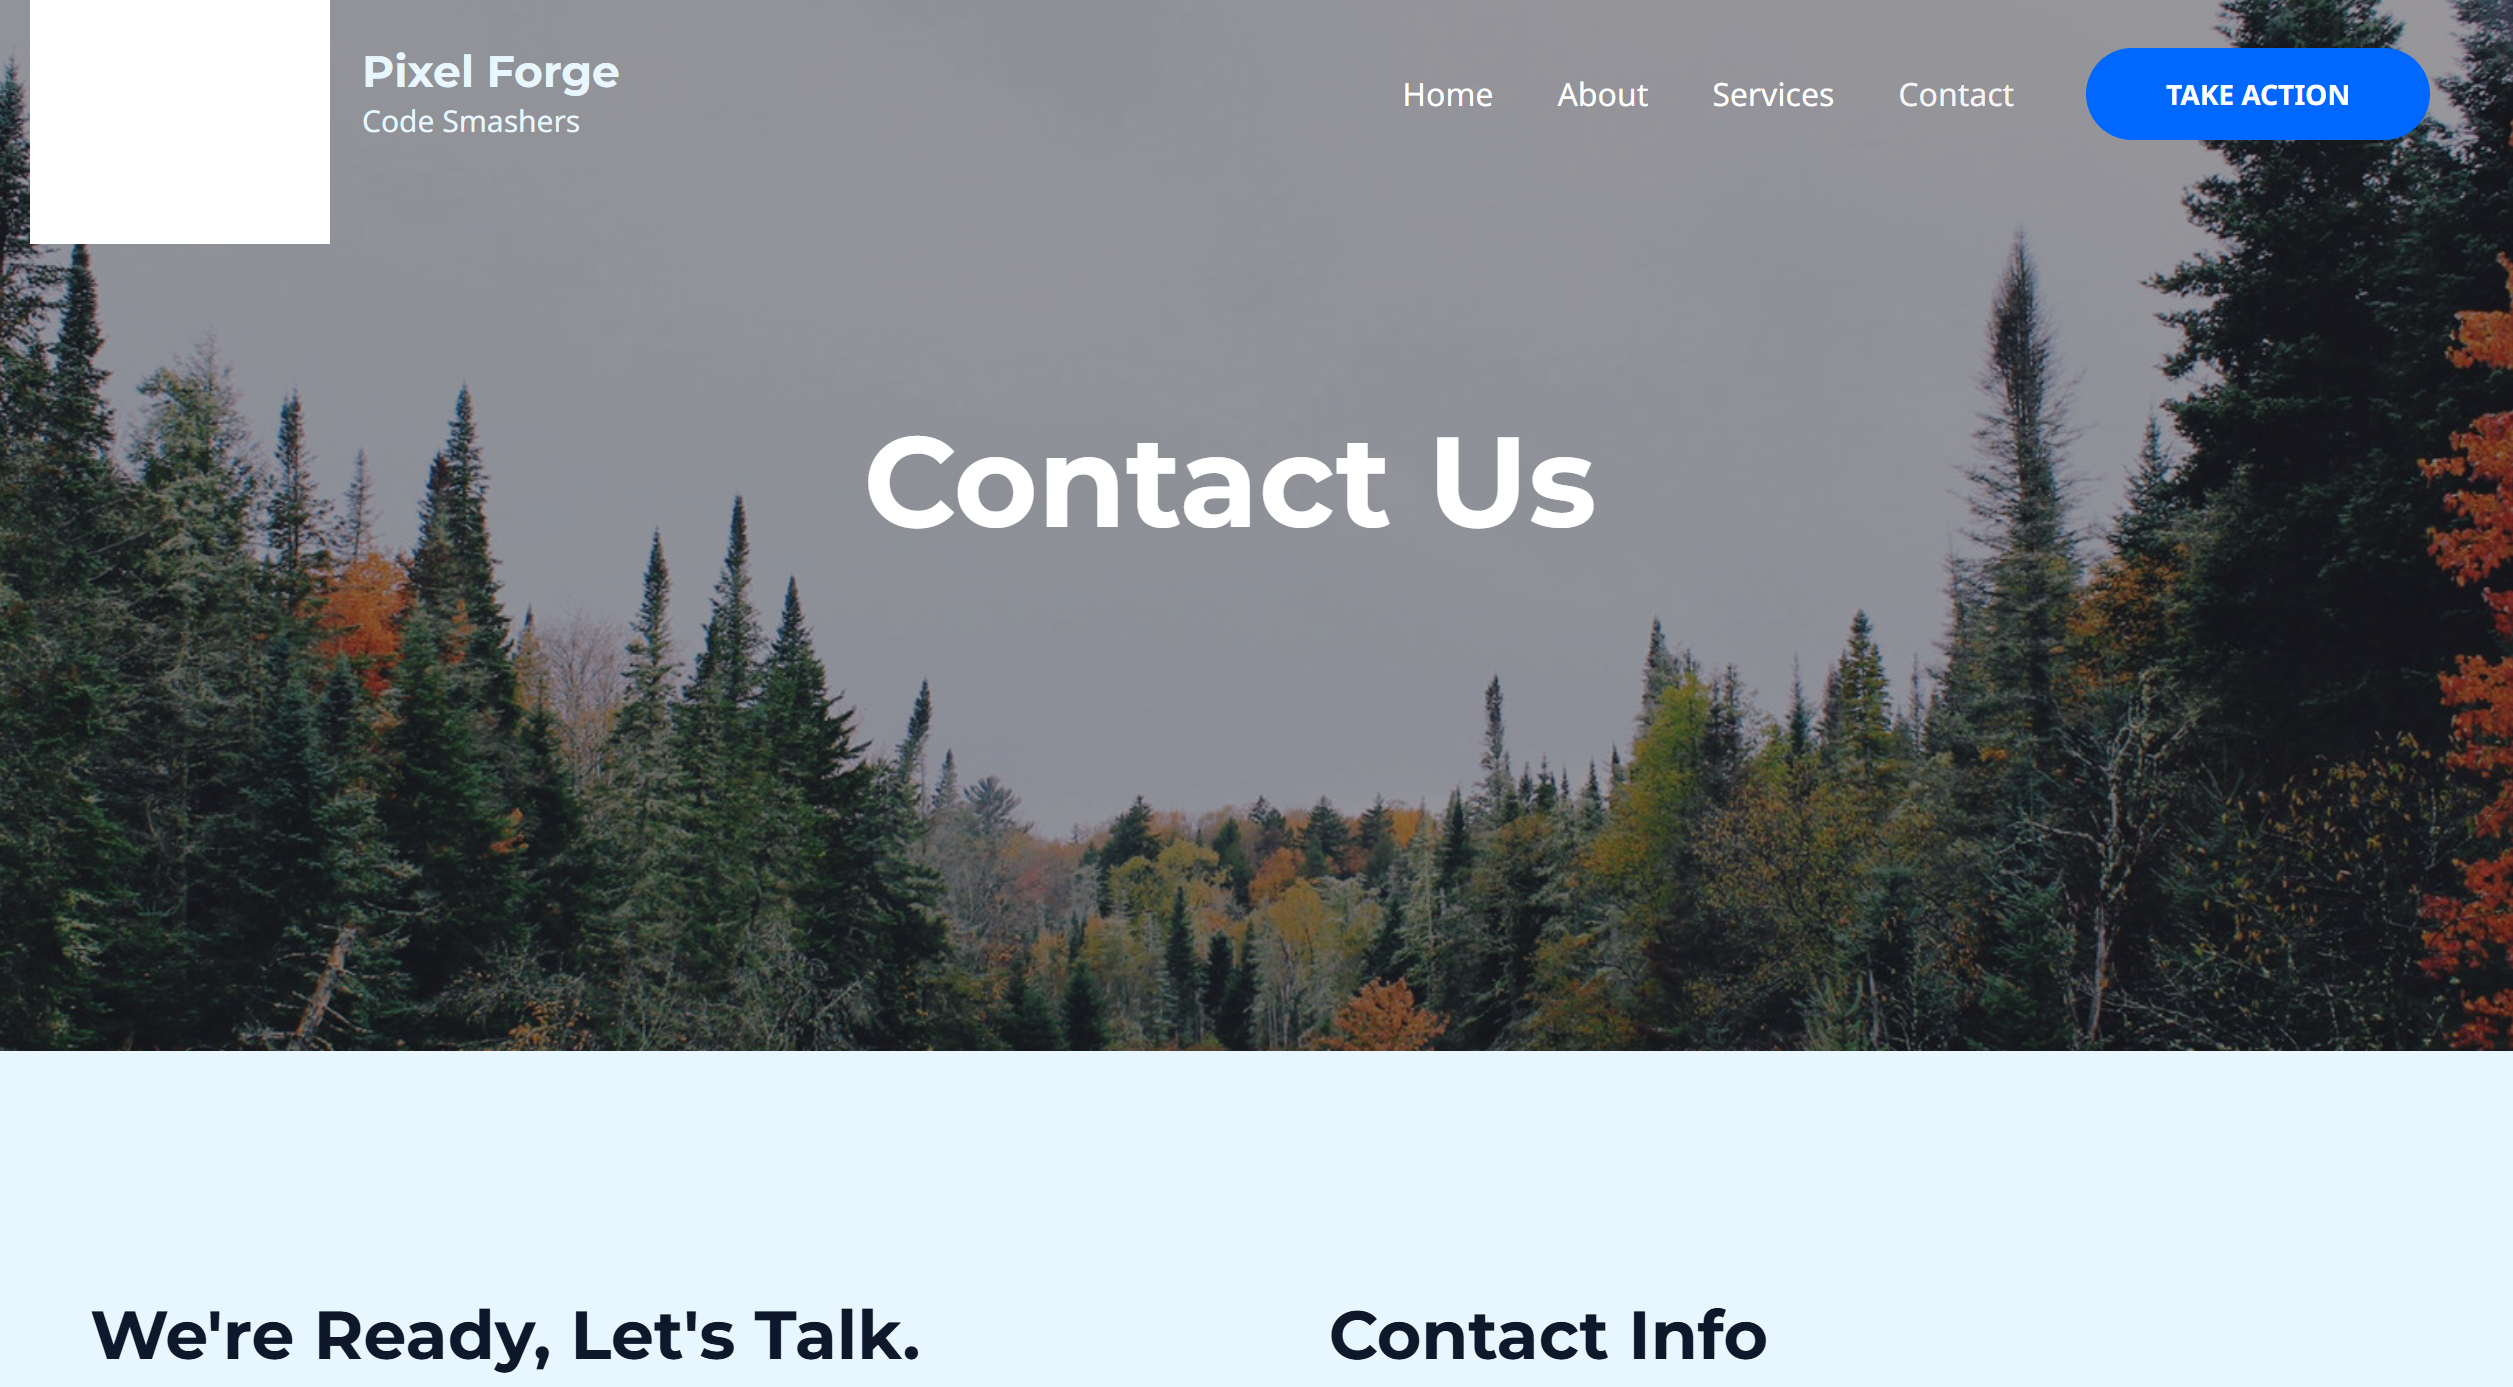 Pixel Forge
Code Smashers
Home About Services Contact TAKE ACTION
Contact Us
We're Ready, Let's Talk.
Contact Info